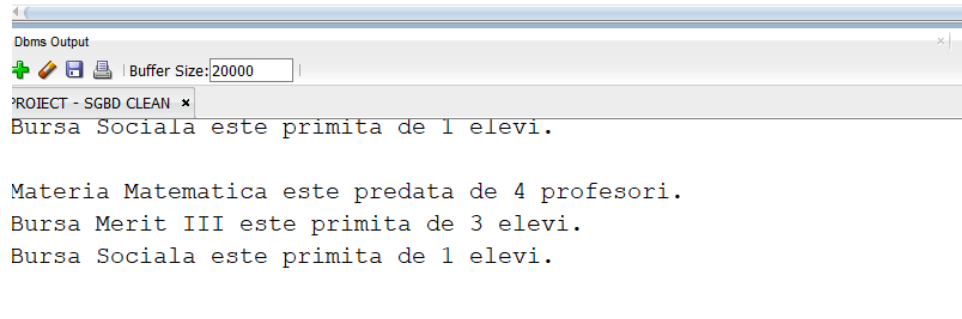 Dbms Output
Buffer Size: 20000
PROIECT - SGBD CLEAN
Bursa Sociala este primita de 1 elevi.
Materia Matematica este predata de 4 profesori.
Bursa Merit III este primita de 3 elevi.
Bursa Sociala este primita de 1 elevi.